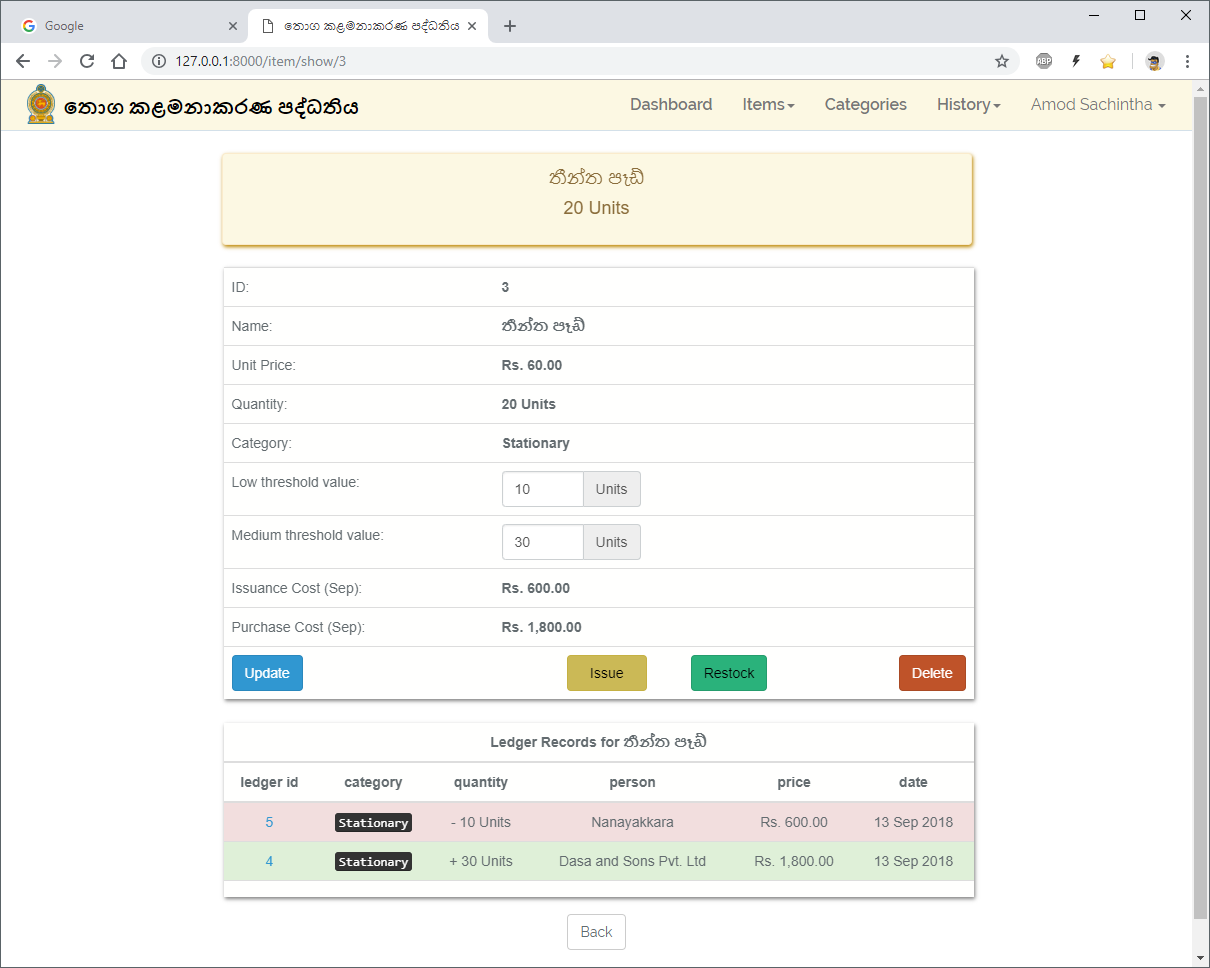 Google
තොග කළමනාකරණ පද්ධතිය
127.0.0.1:8000/item/show/3
ABP
තොග කළමනාකරණ පද්ධතිය
Dashboard Items Categories History Amod Sachintha
තීන්ත පෑඩ්
20 Units
ID: 3
Name: තීන්ත පෑඩ්
Unit Price: Rs. 60.00
Quantity: 20 Units
Category: Stationary
Low threshold value: 10 Units
Medium threshold value: 30 Units
Issuance Cost (Sep): Rs. 600.00
Purchase Cost (Sep): Rs. 1,800.00
Update Issue Restock Delete
Ledger Records for තීන්ත පෑඩ්
ledger id category quantity person price date
5 Stationary - 10 Units Nanayakkara Rs. 600.00 13 Sep 2018
4 Stationary + 30 Units Dasa and Sons Pvt. Ltd Rs. 1,800.00 13 Sep 2018
Back